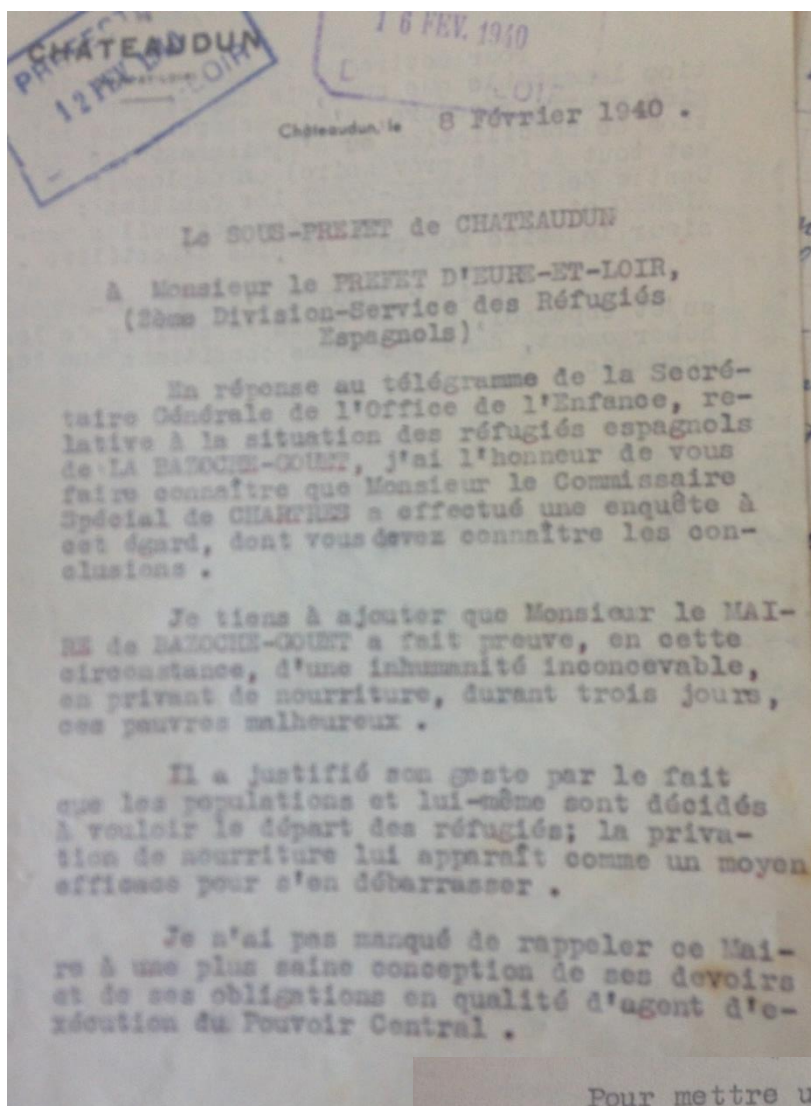 CHATEAUDUN
12 FEV
16 FEV. 1940
Châteaudun, le 8 Février 1940 .
Le SOUS-PREFET de CHATEAUDUN
à Monsieur le PREFET D'EURE-ET-LOIR,
(2ème Division-Service des Réfugiés
Espagnols)
En réponse au télégramme de la Secré-
taire Générale de l'Office de l'Enfance, re-
lative à la situation des réfugiés espagnols
de LA BAZOCHE-GOUET, j'ai l'honneur de vous
faire connaître que Monsieur le Commissaire
Spécial de CHARTRES a effectué une enquête à
cet égard, dont vous devez connaître les con-
clusions .
Je tiens à ajouter que Monsieur le MAI-
RE de BAZOCHE-GOUET a fait preuve, en cette
circonstance, d'une inhumanité inconcevable,
en privant de nourriture, durant trois jours,
ces pauvres malheureux .
Il a justifié son geste par le fait
que les populations et lui-même sont décidés
à vouloir le départ des réfugiés; la priva-
tion de nourriture lui apparaît comme un moyen
efficace pour s'en débarrasser .
Je n'ai pas manqué de rappeler ce Mai-
re à une plus saine conception de ses devoirs
et de ses obligations en qualité d'agent d'e-
xécution du Pouvoir Central .
Pour mettre u